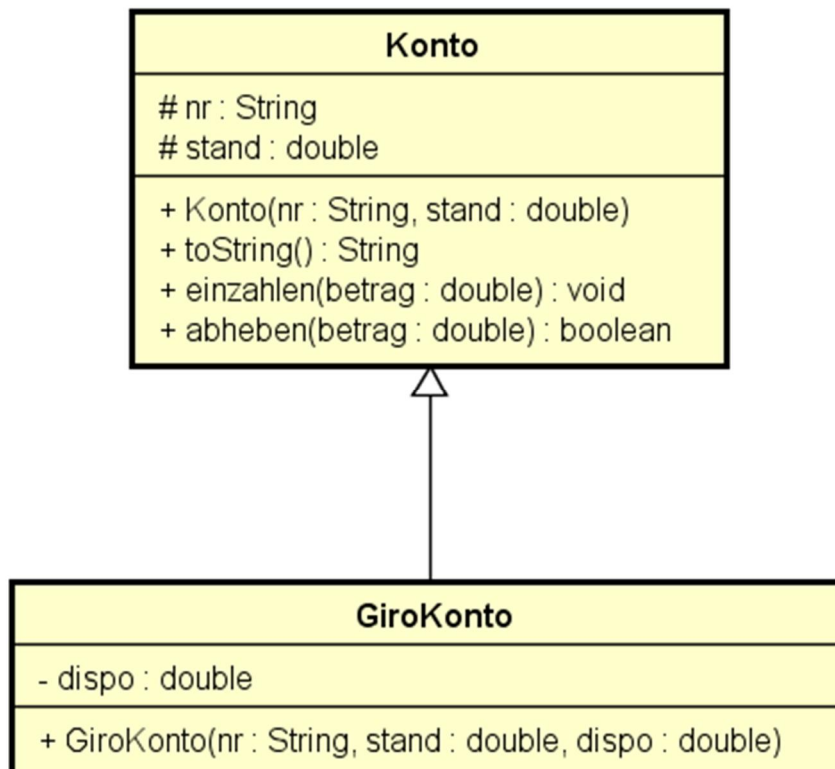 Konto
# nr : String
# stand : double
+ Konto(nr : String, stand : double)
+ toString() : String
+ einzahlen(betrag : double) : void
+ abheben(betrag : double) : boolean
GiroKonto
- dispo : double
+ GiroKonto(nr : String, stand : double, dispo : double)